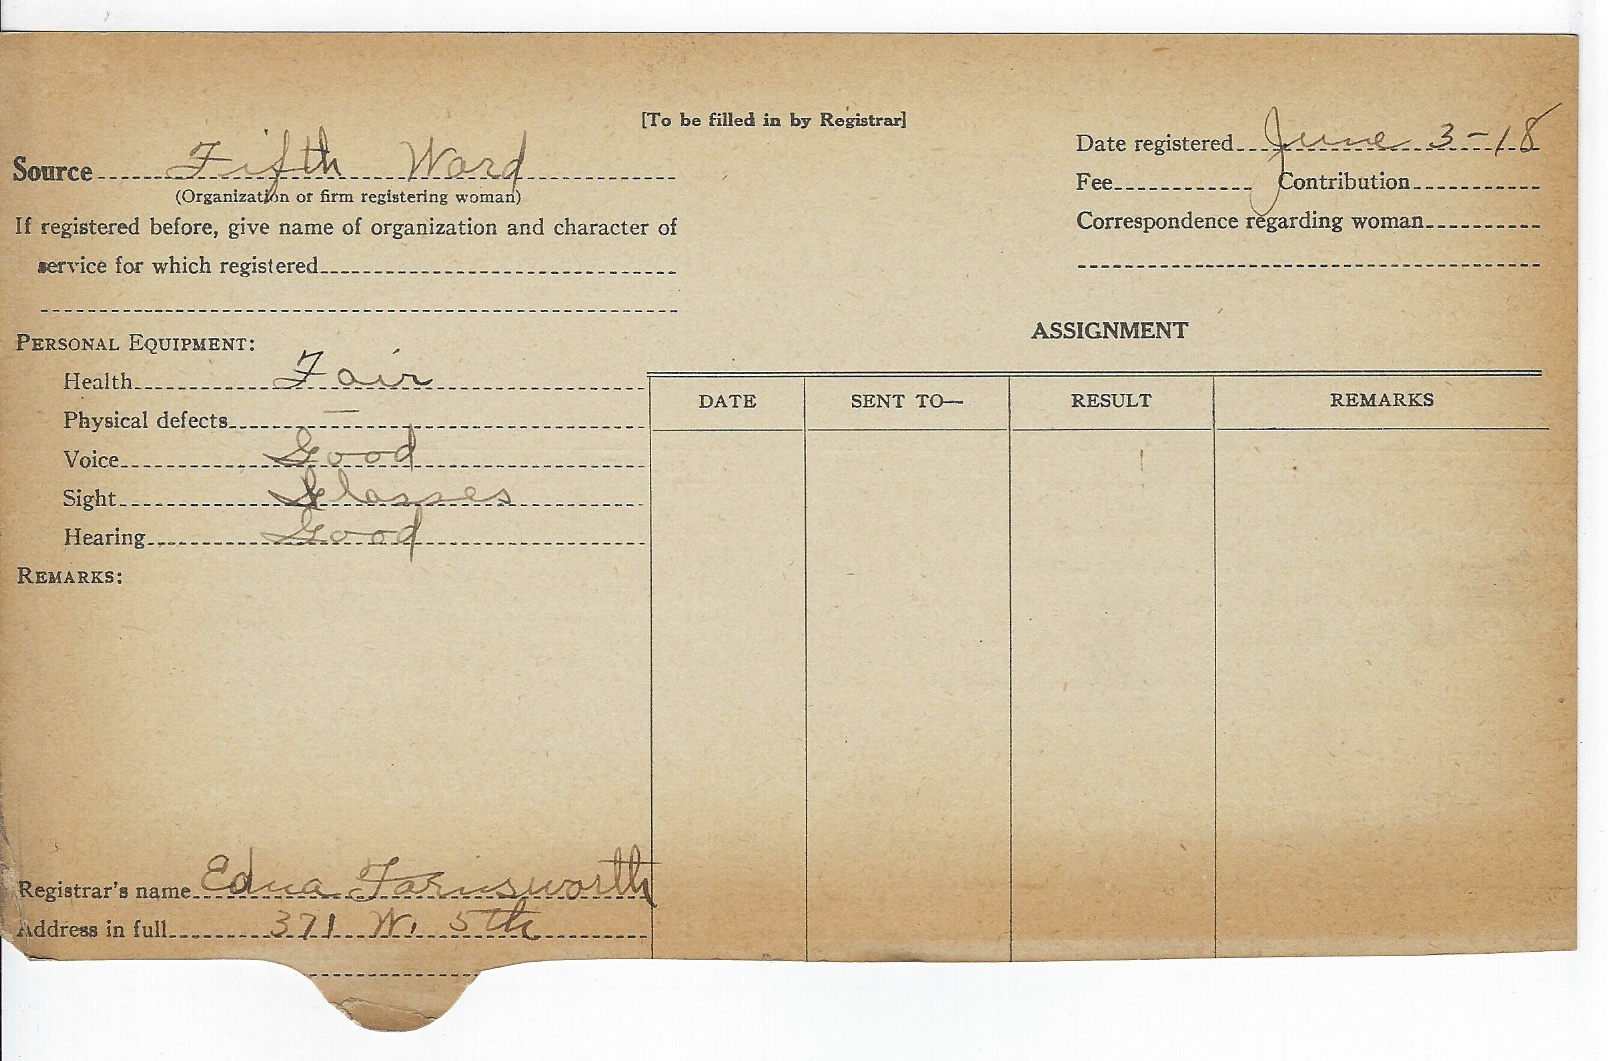 [To be filled in by Registrar]
Source Fifth Ward
(Organization or firm registering woman)
If registered before, give name of organization and character of
service for which registered
Date registered June 3-18
Fee Contribution
Correspondence regarding woman
PERSONAL EQUIPMENT:
Health Fair
Physical defects —
Voice Good
Sight Glasses
Hearing Good
REMARKS:
ASSIGNMENT
DATE SENT TO— RESULT REMARKS
Registrar's name Edna Farnsworth
Address in full 371 W. 5th